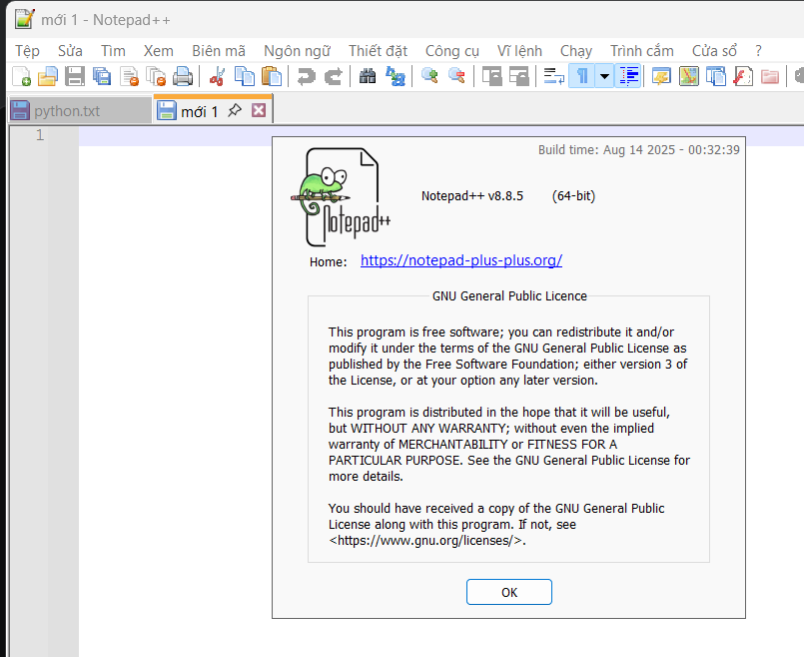 mới 1 - Notepad++
Tệp Sửa Tìm Xem Biên mã Ngôn ngữ Thiết đặt Công cụ Vĩ lệnh Chạy Trình cắm Cửa sổ ?
python.txt mới 1
1
Build time: Aug 14 2025 - 00:32:39
Notepad++ v8.8.5 (64-bit)
Notepad++
Home: https://notepad-plus-plus.org/
GNU General Public Licence
This program is free software; you can redistribute it and/or
modify it under the terms of the GNU General Public License as
published by the Free Software Foundation; either version 3 of
the License, or at your option any later version.
This program is distributed in the hope that it will be useful,
but WITHOUT ANY WARRANTY; without even the implied
warranty of MERCHANTABILITY or FITNESS FOR A
PARTICULAR PURPOSE. See the GNU General Public License for
more details.
You should have received a copy of the GNU General Public
License along with this program. If not, see
<https://www.gnu.org/licenses/>.
OK